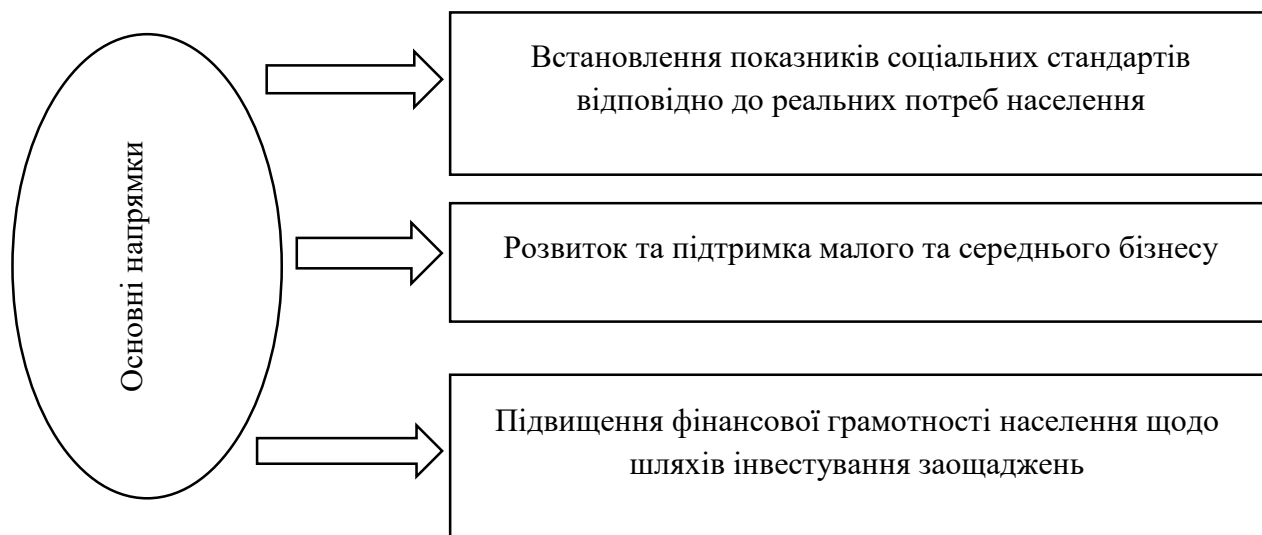 Основні напрямки
Встановлення показників соціальних стандартів
відповідно до реальних потреб населення
Розвиток та підтримка малого та середнього бізнесу
Підвищення фінансової грамотності населення щодо
шляхів інвестування заощаджень